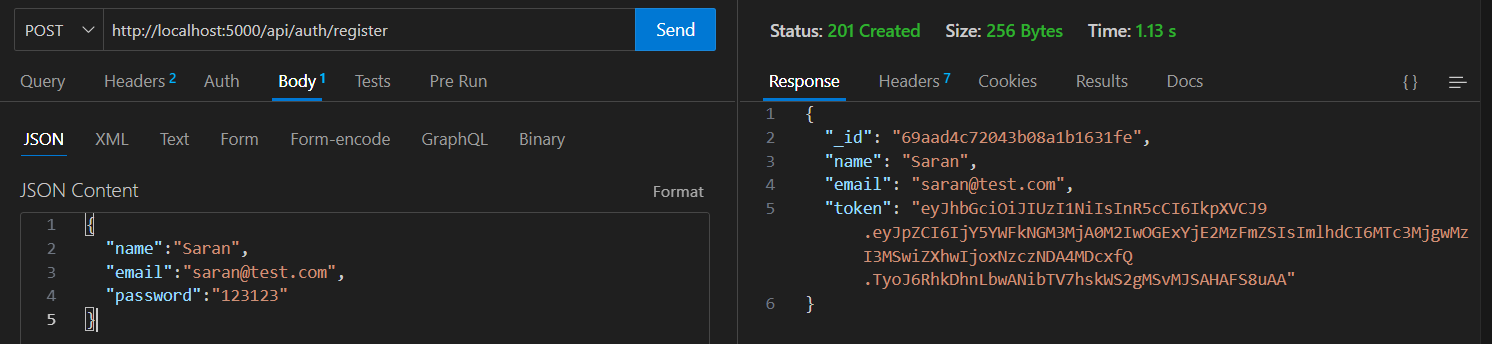 POST http://localhost:5000/api/auth/register Send
Query Headers 2 Auth Body 1 Tests Pre Run
JSON XML Text Form Form-encode GraphQL Binary
JSON Content Format
1 {
2 "name":"Saran",
3 "email":"saran@test.com",
4 "password":"123123"
5 }
Status: 201 Created Size: 256 Bytes Time: 1.13 s
Response Headers 7 Cookies Results Docs {}
1 {
2 "_id": "69aad4c72043b08a1b1631fe",
3 "name": "Saran",
4 "email": "saran@test.com",
5 "token": "eyJhbGciOiJIUzI1NiIsInR5cCI6IkpXVCJ9
.eyJpZCI6IjY5YWFkNGM3MjA0M2IwOGExYjE2MzFmZSIsImlhdCI6MTc3MjgwMz
I3MSwiZXhwIjoxNzczNDA4MDcxfQ
.TyoJ6RhkDhnLbwANibTV7hskWS2gMSvMJSAHAFS8uAA"
6 }